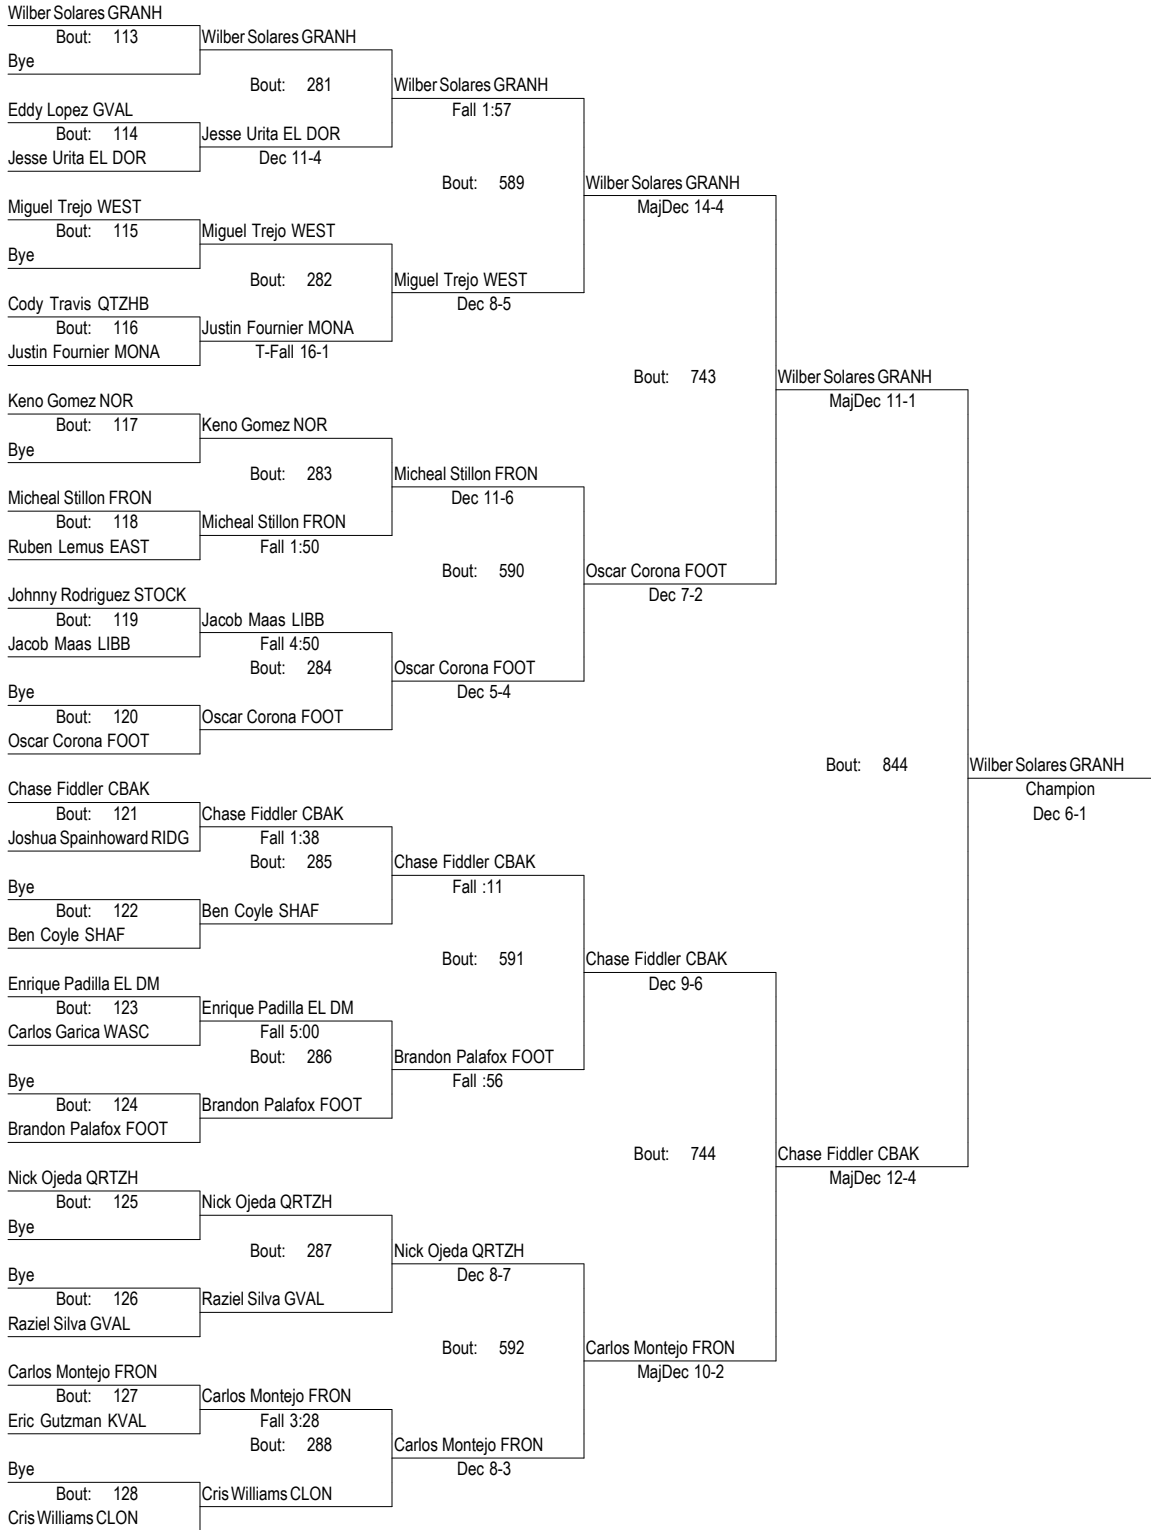 Wilber Solares GRANH
Bout: 113
Wilber Solares GRANH
Bye
Bout: 281
Wilber Solares GRANH
Eddy Lopez GVAL
Fall 1:57
Bout: 114
Jesse Urita EL DOR
Jesse Urita EL DOR
Dec 11-4
Bout: 589
Wilber Solares GRANH
Miguel Trejo WEST
MajDec 14-4
Bout: 115
Miguel Trejo WEST
Bye
Bout: 282
Miguel Trejo WEST
Cody Travis QTZHB
Dec 8-5
Bout: 116
Justin Fournier MONA
Justin Fournier MONA
T-Fall 16-1
Bout: 743
Wilber Solares GRANH
Keno Gomez NOR
MajDec 11-1
Bout: 117
Keno Gomez NOR
Bye
Bout: 283
Micheal Stillon FRON
Micheal Stillon FRON
Dec 11-6
Bout: 118
Micheal Stillon FRON
Ruben Lemus EAST
Fall 1:50
Bout: 590
Oscar Corona FOOT
Johnny Rodriguez STOCK
Dec 7-2
Bout: 119
Jacob Maas LIBB
Jacob Maas LIBB
Fall 4:50
Bout: 284
Oscar Corona FOOT
Bye
Dec 5-4
Bout: 120
Oscar Corona FOOT
Oscar Corona FOOT
Bout: 844
Wilber Solares GRANH
Chase Fiddler CBAK
Champion
Bout: 121
Chase Fiddler CBAK
Dec 6-1
Joshua Spainhoward RIDG
Fall 1:38
Bout: 285
Chase Fiddler CBAK
Bye
Fall :11
Bout: 122
Ben Coyle SHAF
Ben Coyle SHAF
Bout: 591
Chase Fiddler CBAK
Enrique Padilla EL DM
Dec 9-6
Bout: 123
Enrique Padilla EL DM
Carlos Garica WASC
Fall 5:00
Bout: 286
Brandon Palafox FOOT
Bye
Fall :56
Bout: 124
Brandon Palafox FOOT
Brandon Palafox FOOT
Bout: 744
Chase Fiddler CBAK
Nick Ojeda QRTZH
MajDec 12-4
Bout: 125
Nick Ojeda QRTZH
Bye
Bout: 287
Nick Ojeda QRTZH
Bye
Dec 8-7
Bout: 126
Raziel Silva GVAL
Raziel Silva GVAL
Bout: 592
Carlos Montejo FRON
Carlos Montejo FRON
MajDec 10-2
Bout: 127
Carlos Montejo FRON
Eric Gutzman KVAL
Fall 3:28
Bout: 288
Carlos Montejo FRON
Bye
Dec 8-3
Bout: 128
Cris Williams CLON
Cris Williams CLON